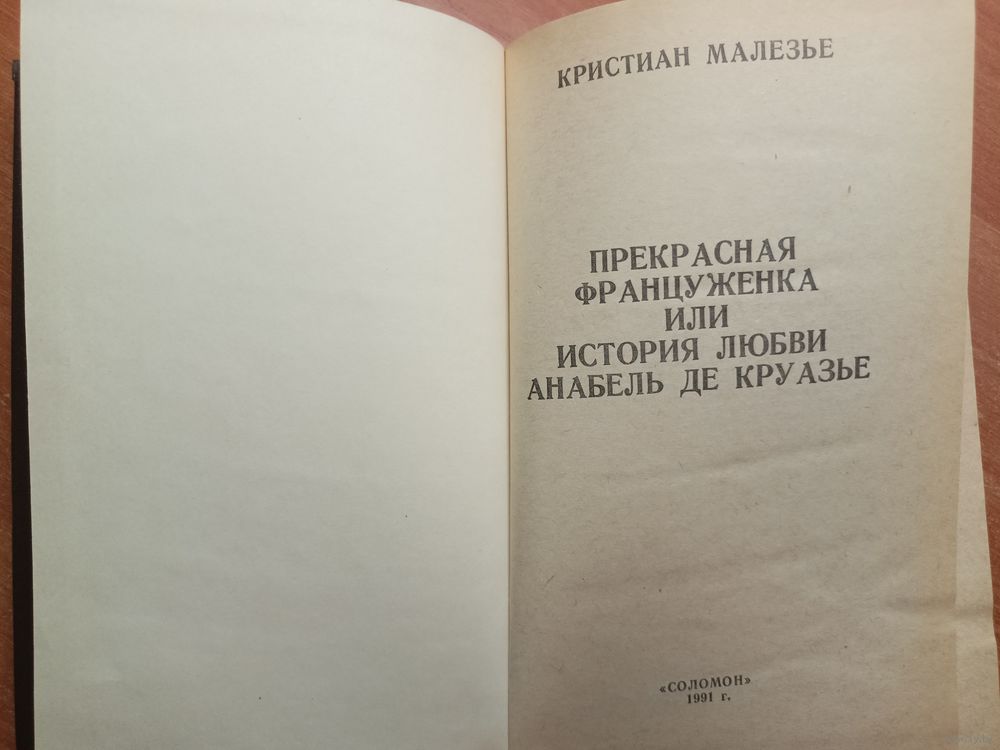 КРИСТИАН МАЛЕЗЬЕ
ПРЕКРАСНАЯ
ФРАНЦУЖЕНКА
ИЛИ
ИСТОРИЯ ЛЮБВИ
АНАБЕЛЬ ДЕ КРУАЗЬЕ
«СОЛОМОН»
1991 г.